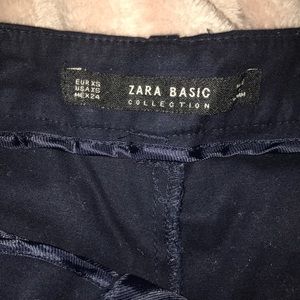 EUR XS
USA XS
MEX 24
ZARA BASIC
COLLECTION